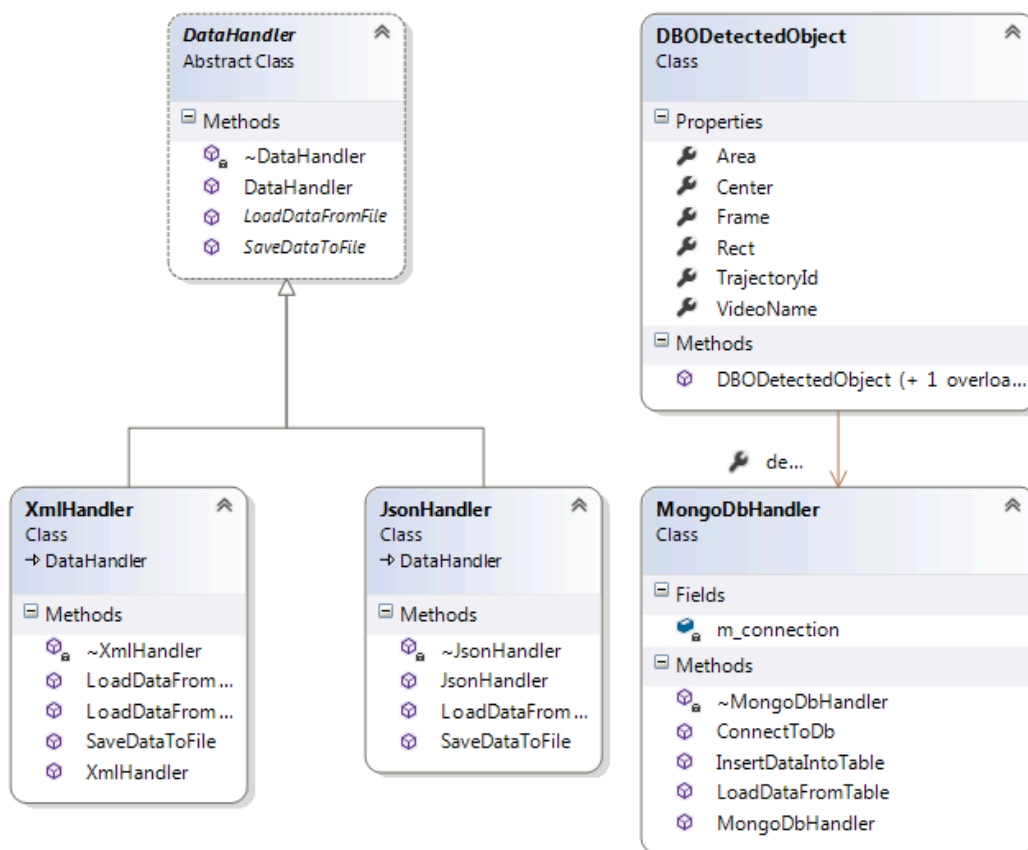 DataHandler
Abstract Class
Methods
~DataHandler
DataHandler
LoadDataFromFile
SaveDataToFile
DBODetectedObject
Class
Properties
Area
Center
Frame
Rect
TrajectoryId
VideoName
Methods
DBODetectedObject (+ 1 overloa...
de...
XmlHandler
Class
DataHandler
Methods
~XmlHandler
LoadDataFrom...
LoadDataFrom...
SaveDataToFile
XmlHandler
JsonHandler
Class
DataHandler
Methods
~JsonHandler
JsonHandler
LoadDataFrom...
SaveDataToFile
MongoDbHandler
Class
Fields
m_connection
Methods
~MongoDbHandler
ConnectToDb
InsertDataIntoTable
LoadDataFromTable
MongoDbHandler